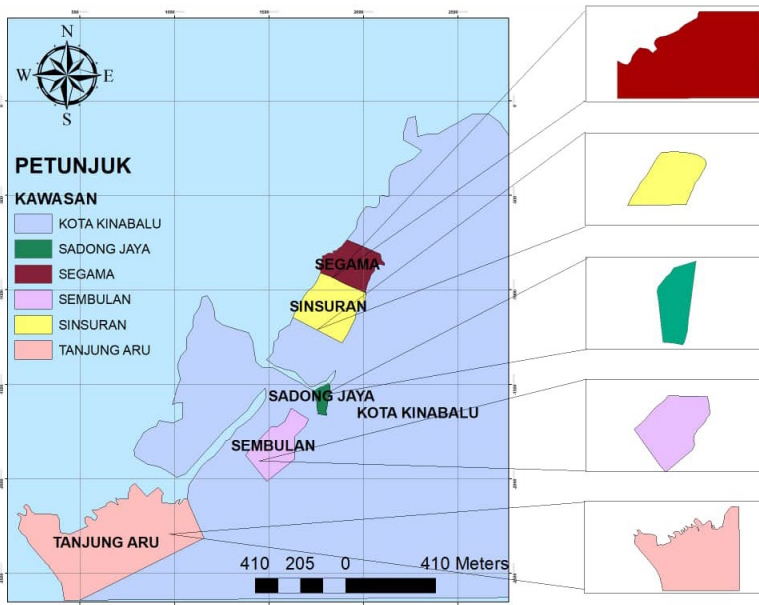 N
W E
S
PETUNJUK
KAWASAN
KOTA KINABALU
SADONG JAYA
SEGAMA
SEMBULAN
SINSURAN
TANJUNG ARU
SEGAMA
SINSURAN
SADONG JAYA
KOTA KINABALU
SEMBULAN
TANJUNG ARU
410 205 0 410 Meters